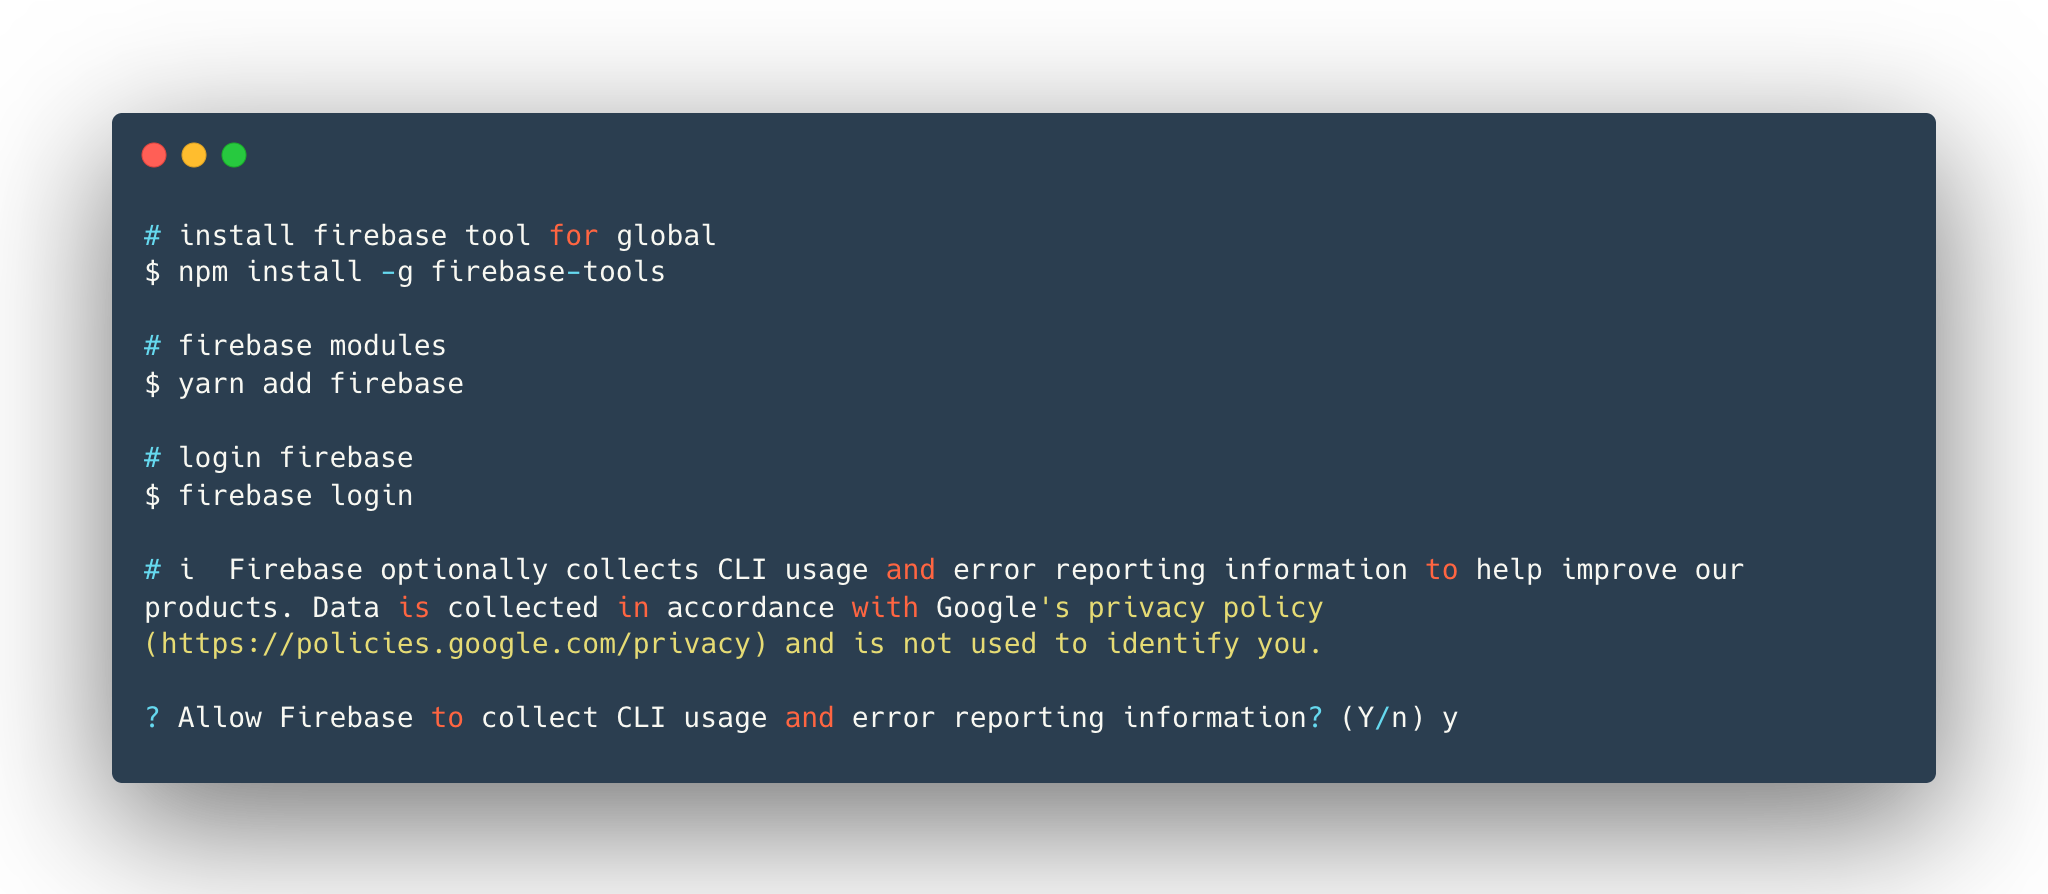 # install firebase tool for global
$ npm install -g firebase-tools
# firebase modules
$ yarn add firebase
# login firebase
$ firebase login
# i  Firebase optionally collects CLI usage and error reporting information to help improve our
products. Data is collected in accordance with Google's privacy policy
(https://policies.google.com/privacy) and is not used to identify you.
? Allow Firebase to collect CLI usage and error reporting information? (Y/n) y